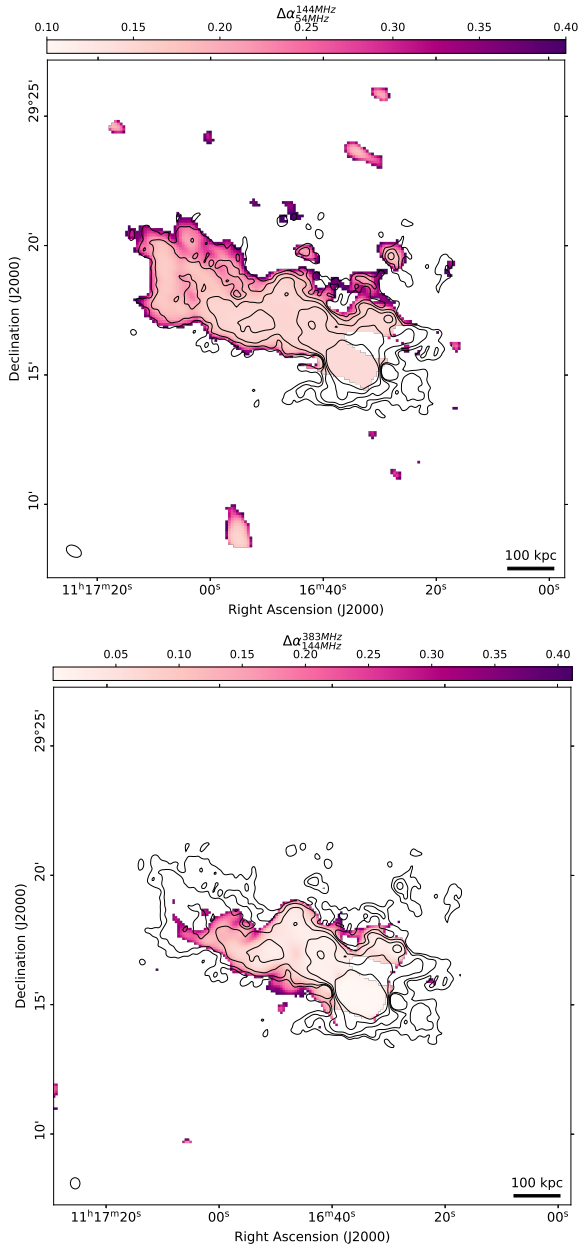 Δα^{144MHz}_{54MHz}
0.10 0.15 0.20 0.25 0.30 0.35 0.40
29°25'
20'
15'
10'
Declination (J2000)
100 kpc
11ʰ17ᵐ20ˢ 00ˢ 16ᵐ40ˢ 20ˢ 00ˢ
Right Ascension (J2000)
Δα^{383MHz}_{144MHz}
0.05 0.10 0.15 0.20 0.25 0.30 0.35 0.40
29°25'
20'
15'
10'
Declination (J2000)
100 kpc
11ʰ17ᵐ20ˢ 00ˢ 16ᵐ40ˢ 20ˢ 00ˢ
Right Ascension (J2000)